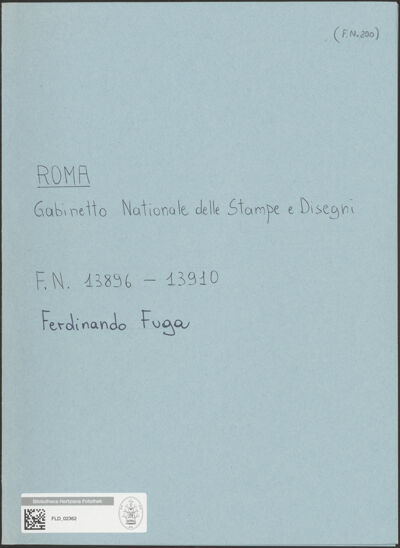 (F.N.200)
ROMA
Gabinetto Nationale delle Stampe e Disegni
F.N. 13896 – 13910
Ferdinando Fuga
Bibliotheca Hertziana Fotothek
FLD_02362